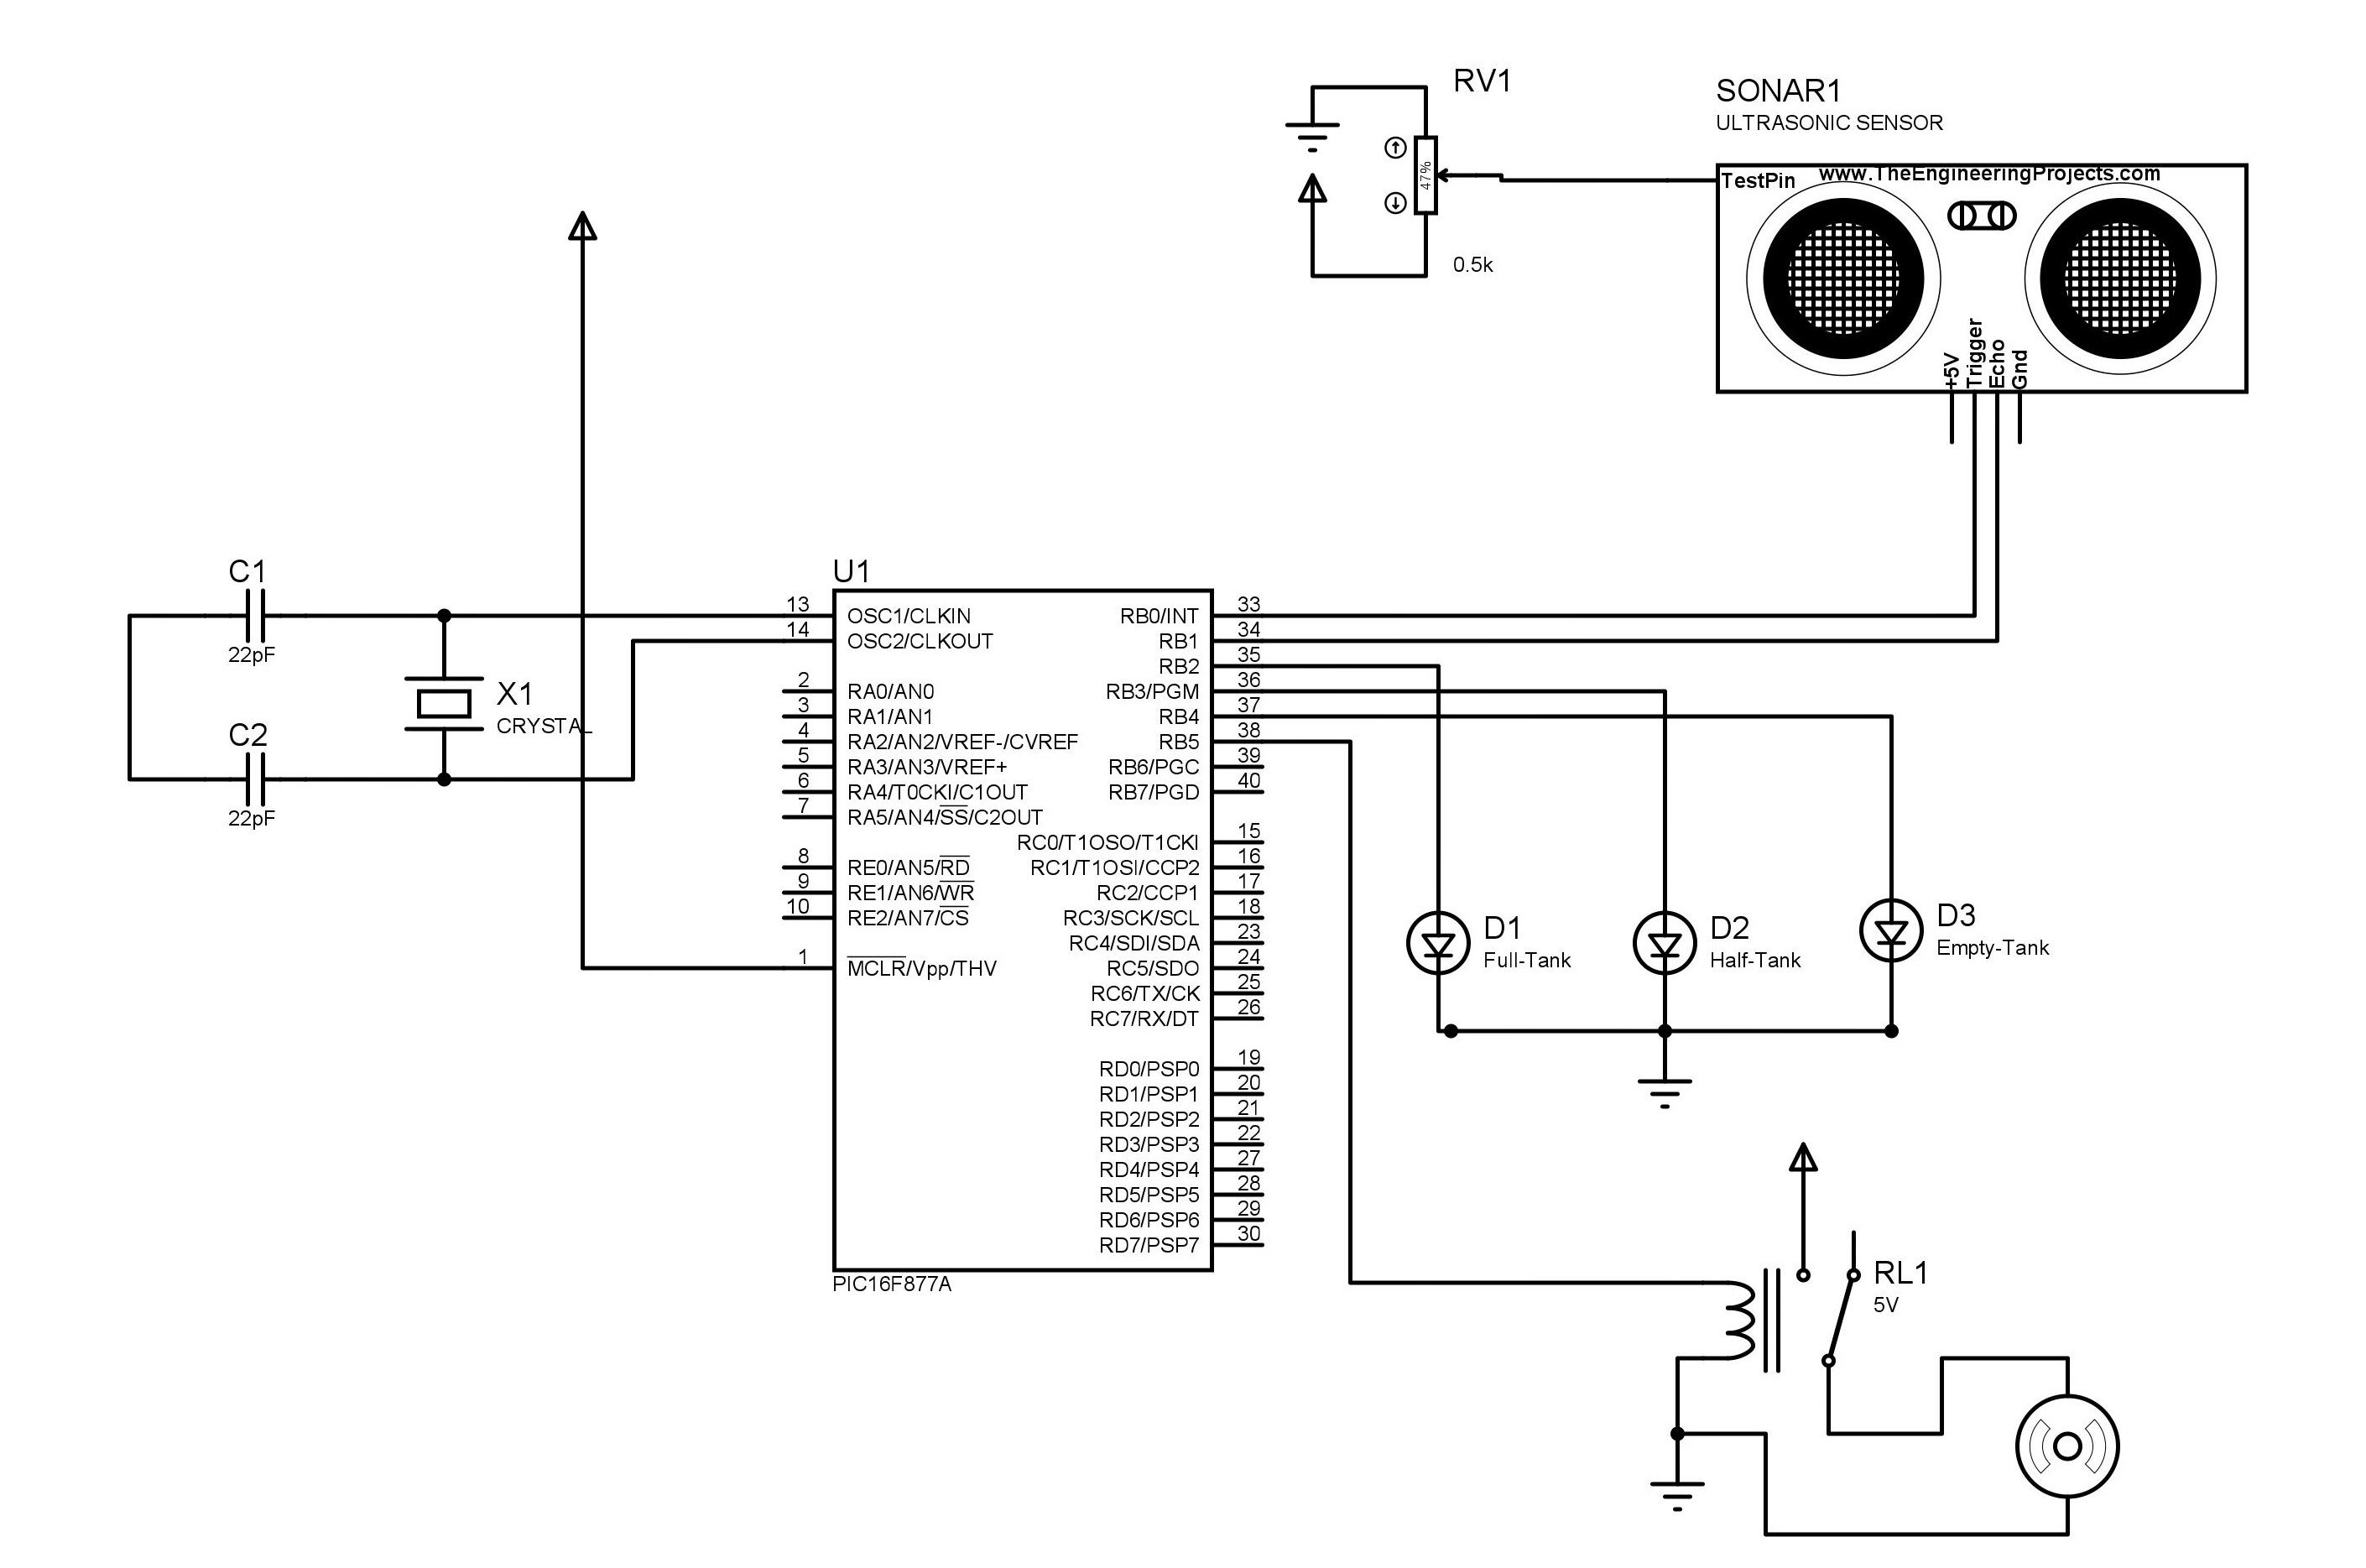 RV1
47%
0.5k
SONAR1
ULTRASONIC SENSOR
TestPin
www.TheEngineeringProjects.com
+5V
Trigger
Echo
Gnd
C1
22pF
C2
22pF
X1
CRYSTAL
U1
13
OSC1/CLKIN
14
OSC2/CLKOUT
2
RA0/AN0
3
RA1/AN1
4
RA2/AN2/VREF-/CVREF
5
RA3/AN3/VREF+
6
RA4/T0CKI/C1OUT
7
RA5/AN4/SS/C2OUT
8
RE0/AN5/RD
9
RE1/AN6/WR
10
RE2/AN7/CS
1
MCLR/Vpp/THV
RB0/INT
33
RB1
34
RB2
35
RB3/PGM
36
RB4
37
RB5
38
RB6/PGC
39
RB7/PGD
40
RC0/T1OSO/T1CKI
15
RC1/T1OSI/CCP2
16
RC2/CCP1
17
RC3/SCK/SCL
18
RC4/SDI/SDA
23
RC5/SDO
24
RC6/TX/CK
25
RC7/RX/DT
26
RD0/PSP0
19
RD1/PSP1
20
RD2/PSP2
21
RD3/PSP3
22
RD4/PSP4
27
RD5/PSP5
28
RD6/PSP6
29
RD7/PSP7
30
PIC16F877A
D1
Full-Tank
D2
Half-Tank
D3
Empty-Tank
RL1
5V